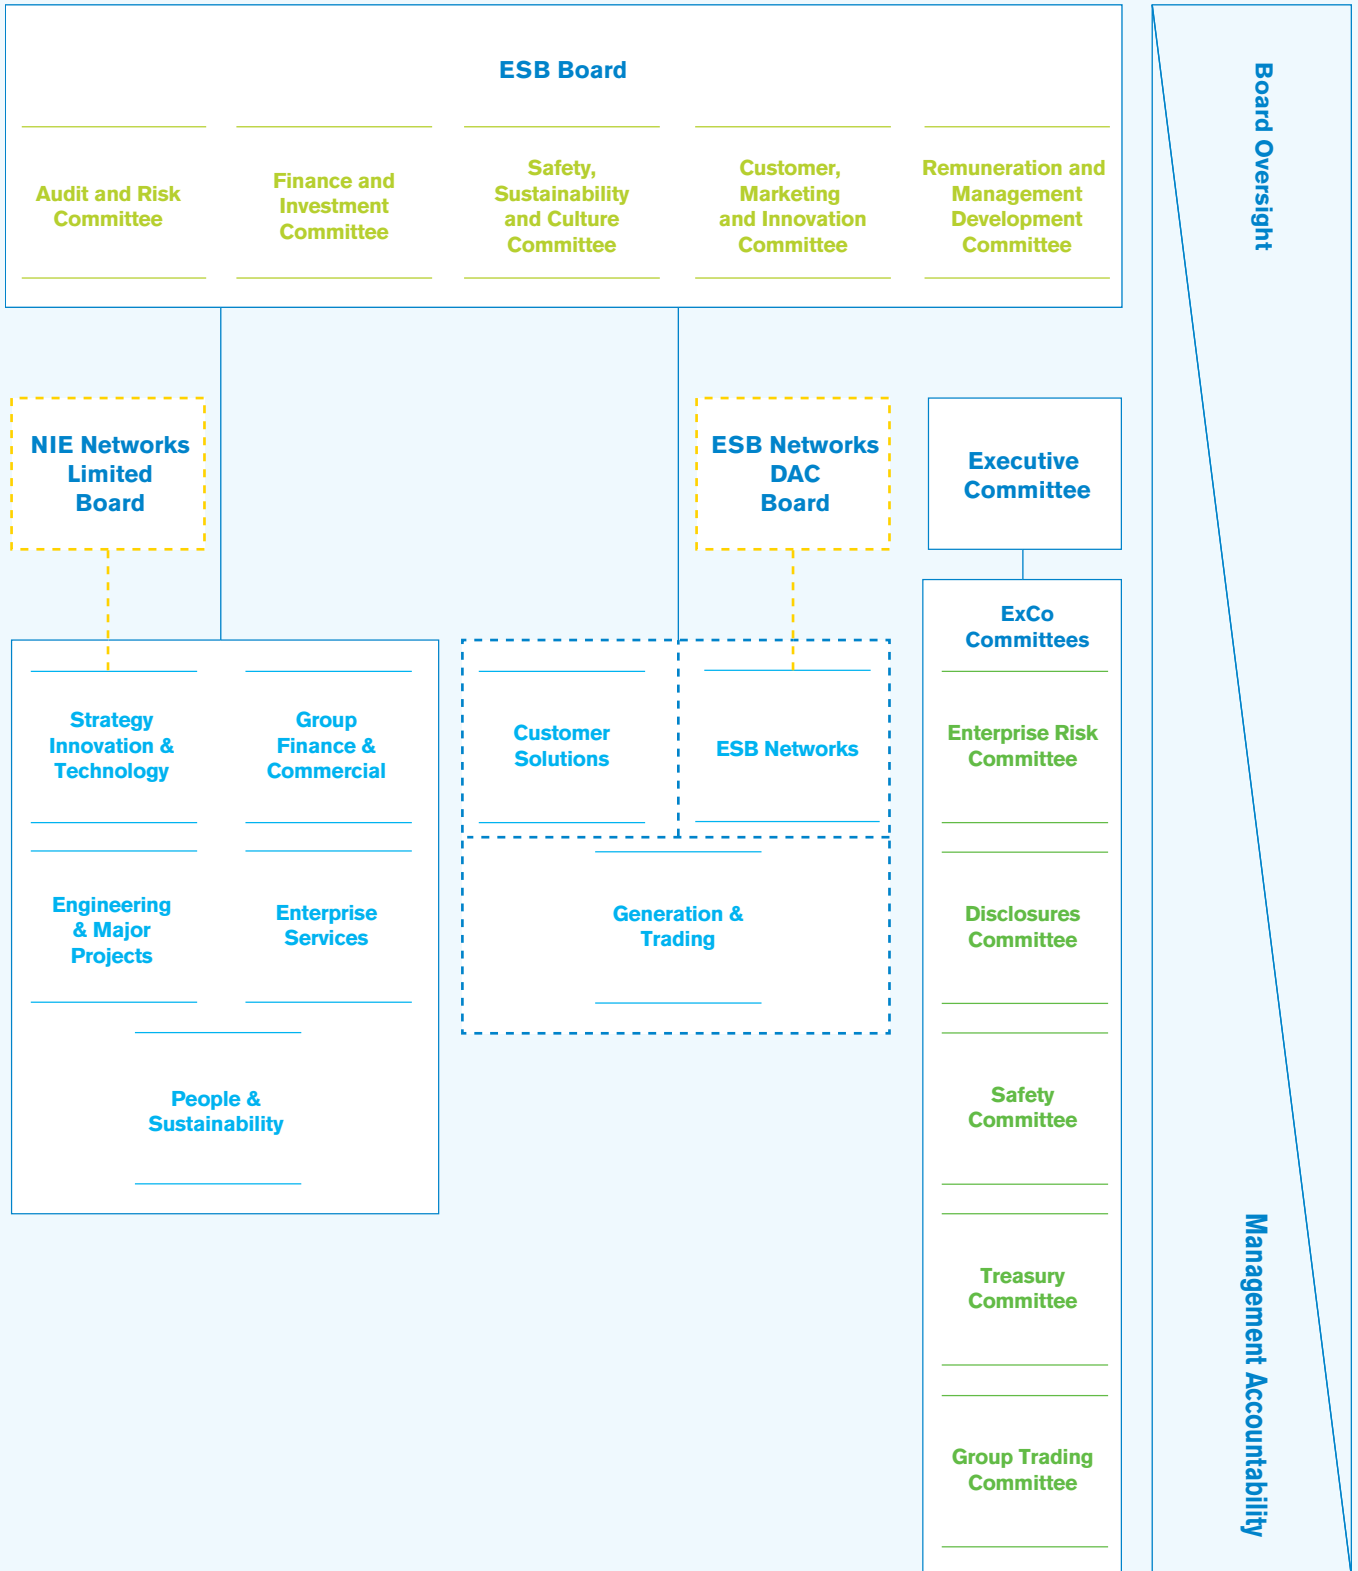 ESB Board
Audit and Risk
Committee
Finance and
Investment
Committee
Safety,
Sustainability
and Culture
Committee
Customer,
Marketing
and Innovation
Committee
Remuneration and
Management
Development
Committee
Board Oversight
NIE Networks
Limited
Board
ESB Networks
DAC
Board
Executive
Committee
Strategy
Innovation &
Technology
Group
Finance &
Commercial
Engineering
& Major
Projects
Enterprise
Services
People &
Sustainability
Customer
Solutions
ESB Networks
Generation &
Trading
ExCo
Committees
Enterprise Risk
Committee
Disclosures
Committee
Safety
Committee
Treasury
Committee
Group Trading
Committee
Management Accountability